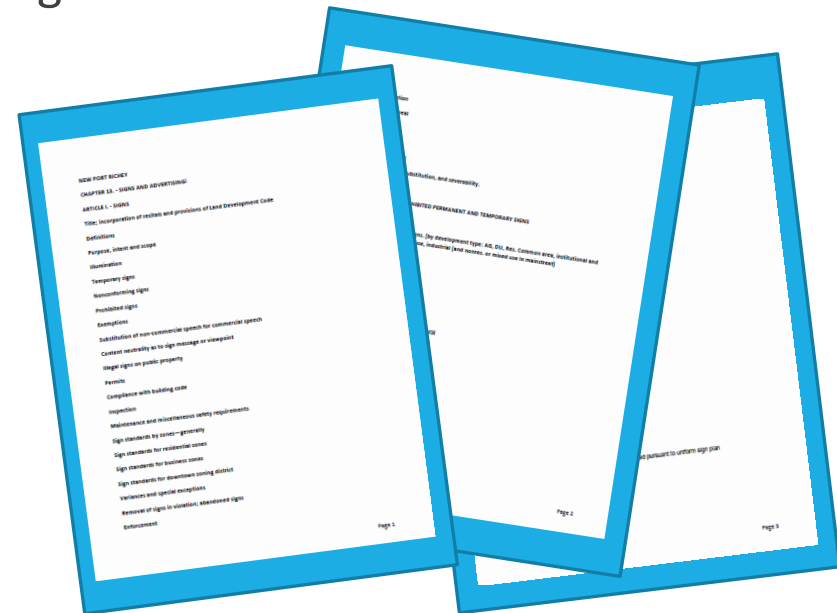 g
NEW PORT RICHEY
CHAPTER 13. - SIGNS AND ADVERTISING:
ARTICLE I. - SIGNS
Title; incorporation of recitals and provisions of Land Development Code
Definitions
Purpose, intent and scope
Illumination
Temporary signs
Nonconforming signs
Prohibited signs
Exemptions
Substitution of non-commercial speech for commercial speech
Content neutrality as to sign message or viewpoint
Illegal signs on public property
Permits
Compliance with building code
Inspection
Maintenance and miscellaneous safety requirements
Sign standards by zones—generally
Sign standards for residential zones
Sign standards for business zones
Sign standards for downtown zoning district
Variances and special exceptions
Removal of signs in violation; abandoned signs
Enforcement
Page 1
ubstitution, and severability.
HIBITED PERMANENT AND TEMPORARY SIGNS
ns. (by development type: AG, DU, Res. Common area, institutional and
industrial (and nonres. or mixed use in mainstreet)
Page 2
pursuant to uniform sign plan
Page 3